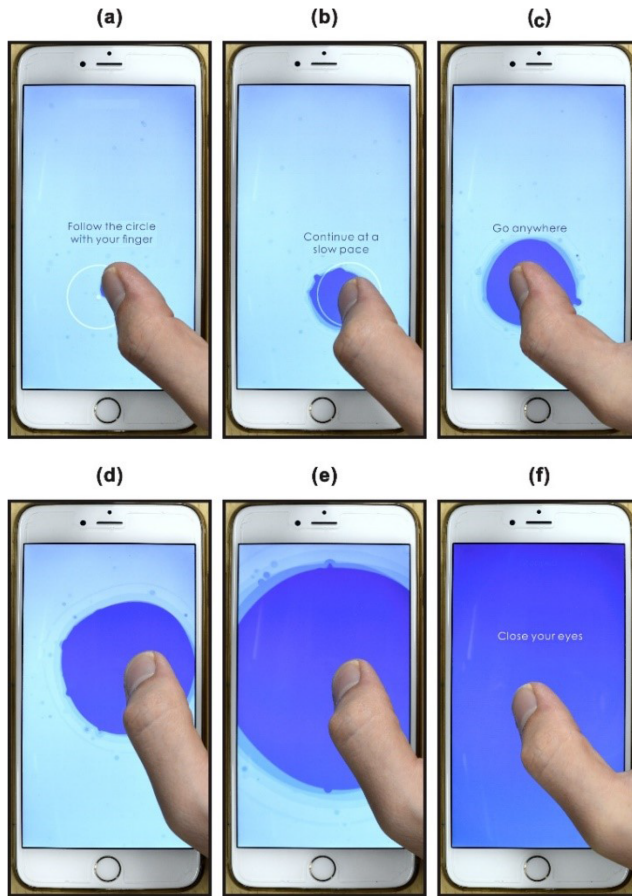 (a)
(b)
(c)
Follow the circle
with your finger
Continue at a
slow pace
Go anywhere
(d)
(e)
(f)
Close your eyes